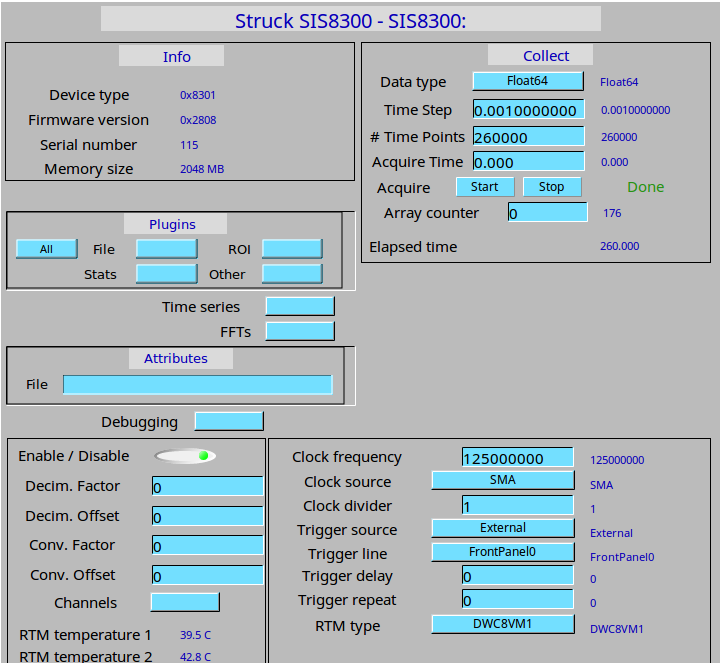 Struck SIS8300 - SIS8300:
Info
Device type 0x8301
Firmware version 0x2808
Serial number 115
Memory size 2048 MB
Collect
Data type Float64 Float64
Time Step 0.0010000000 0.0010000000
# Time Points 260000 260000
Acquire Time 0.000 0.000
Acquire Start Stop Done
Array counter 0 176
Elapsed time 260.000
Plugins
All File ROI
Stats Other
Time series
FFTs
Attributes
File
Debugging
Enable / Disable
Decim. Factor 0
Decim. Offset 0
Conv. Factor 0
Conv. Offset 0
Channels
RTM temperature 1 39.5 C
RTM temperature 2 42.8 C
Clock frequency 125000000 125000000
Clock source SMA SMA
Clock divider 1 1
Trigger source External External
Trigger line FrontPanel0 FrontPanel0
Trigger delay 0 0
Trigger repeat 0 0
RTM type DWC8VM1 DWC8VM1